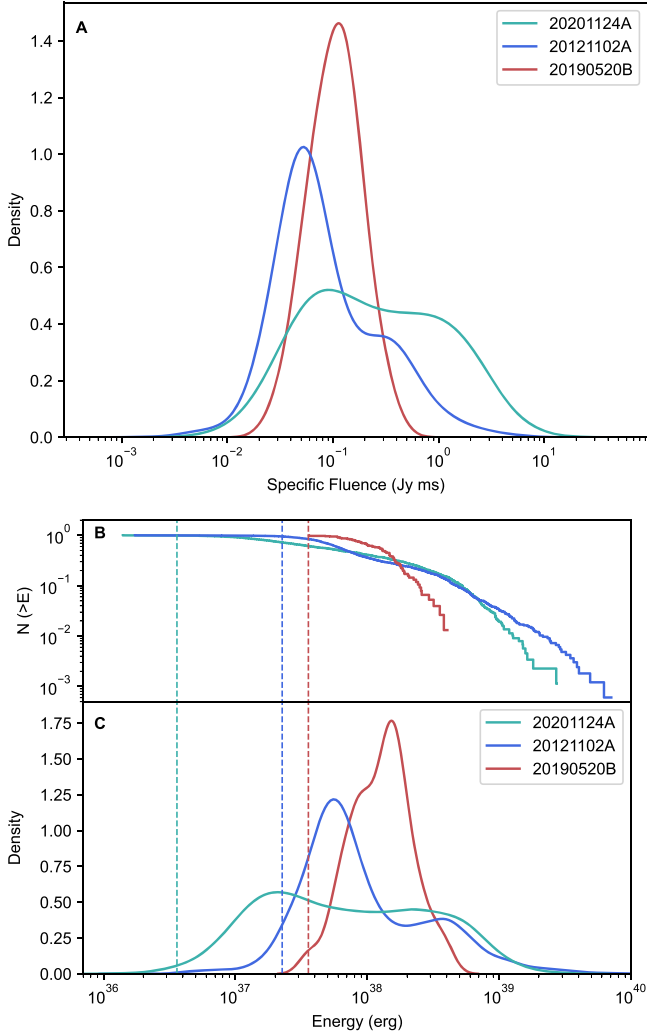 A
20201124A
20121102A
20190520B
1.4
1.2
1.0
0.8
0.6
0.4
0.2
0.0
Density
10⁻³ 10⁻² 10⁻¹ 10⁰ 10¹
Specific Fluence (Jy ms)
B
10⁰
10⁻¹
10⁻²
10⁻³
N (>E)
C
20201124A
20121102A
20190520B
1.75
1.50
1.25
1.00
0.75
0.50
0.25
0.00
Density
10³⁶ 10³⁷ 10³⁸ 10³⁹ 10⁴⁰
Energy (erg)